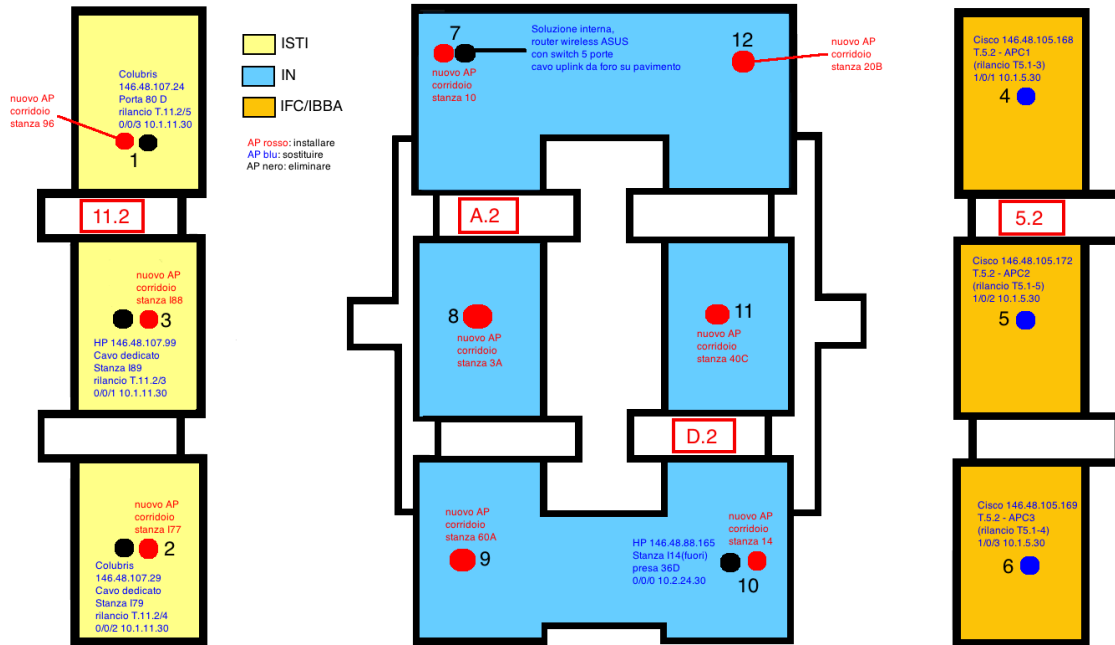 Colubris
146.48.107.24
Porta 80 D
rilancio T.11.2/5
0/0/3 10.1.11.30
nuovo AP
corridoio
stanza 96
1
11.2
nuovo AP
corridoio
stanza I88
3
HP 146.48.107.99
Cavo dedicato
Stanza I89
rilancio T.11.2/3
0/0/1 10.1.11.30
nuovo AP
corridoio
stanza I77
2
Colubris
146.48.107.29
Cavo dedicato
Stanza I79
rilancio T.11.2/4
0/0/2 10.1.11.30
ISTI
IN
IFC/IBBA
AP rosso: installare
AP blu: sostituire
AP nero: eliminare
7
nuovo AP
corridoio
stanza 10
Soluzione interna,
router wireless ASUS
con switch 5 porte
cavo uplink da foro su pavimento
12
nuovo AP
corridoio
stanza 20B
A.2
8
nuovo AP
corridoio
stanza 3A
11
nuovo AP
corridoio
stanza 40C
D.2
nuovo AP
corridoio
stanza 60A
9
HP 146.48.88.165
Stanza I14(fuori)
presa 36D
0/0/0 10.2.24.30
nuovo AP
corridoio
stanza 14
10
Cisco 146.48.105.168
T.5.2 - APC1
(rilancio T5.1-3)
1/0/1 10.1.5.30
4
5.2
Cisco 146.48.105.172
T.5.2 - APC2
(rilancio T5.1-5)
1/0/2 10.1.5.30
5
Cisco 146.48.105.169
T.5.2 - APC3
(rilancio T5.1-4)
1/0/3 10.1.5.30
6